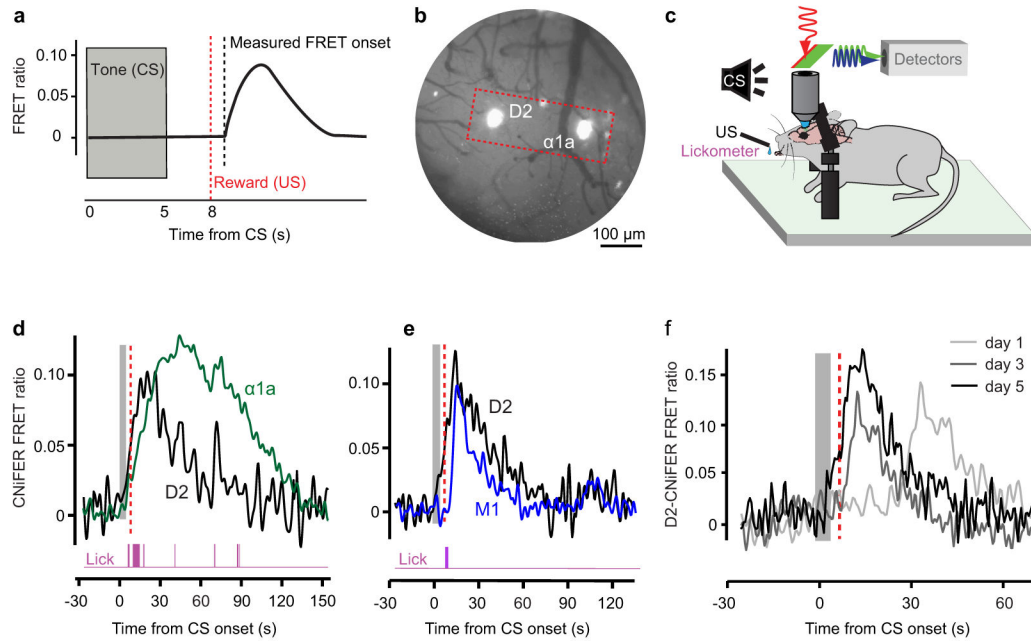 a
FRET ratio
0.10
0.05
0
Tone (CS)
Measured FRET onset
Reward (US)
0
5
8
Time from CS (s)
b
D2
α1a
100 µm
c
CS
Detectors
US
Lickometer
d
CNiFER FRET ratio
0.10
0.05
0
α1a
D2
Lick
-30 0 30 60 90 120 150
Time from CS onset (s)
e
0.10
0.05
0
D2
M1
Lick
-30 0 30 60 90 120
Time from CS onset (s)
f
D2-CNiFER FRET ratio
0.15
0.10
0.05
0
day 1
day 3
day 5
-30 0 30 60
Time from CS onset (s)